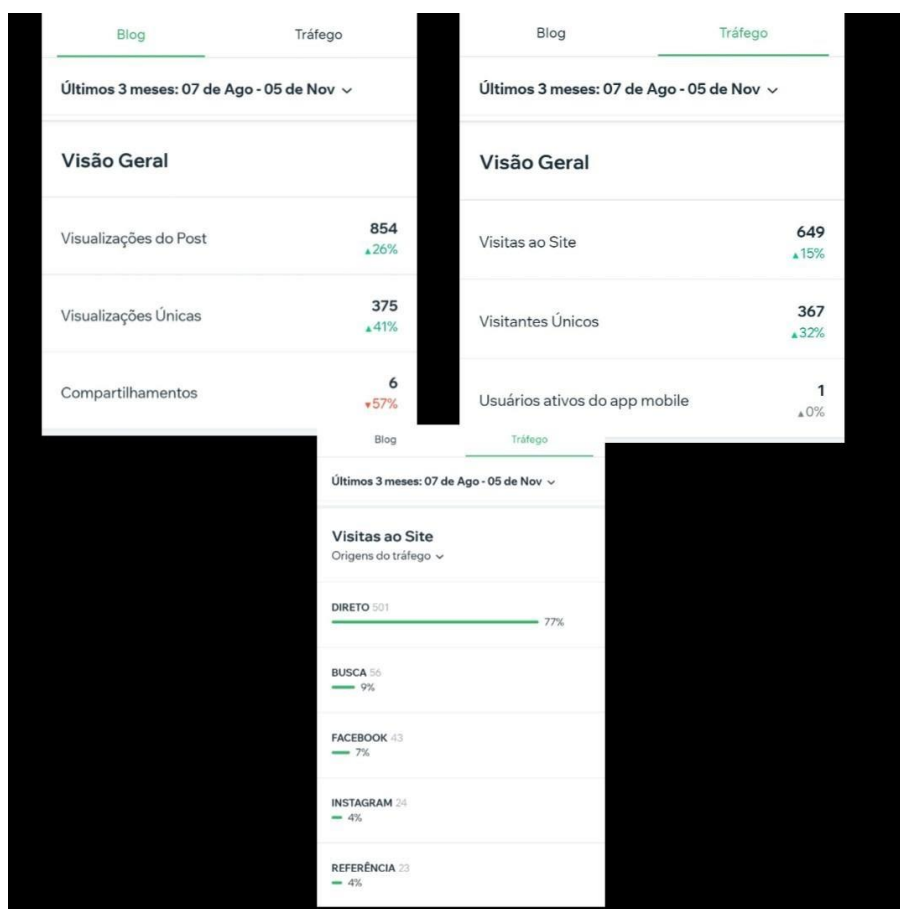 Blog Tráfego
Últimos 3 meses: 07 de Ago - 05 de Nov
Visão Geral
Visualizações do Post 854
▲26%
Visualizações Únicas 375
▲41%
Compartilhamentos 6
▼57%
Blog Tráfego
Últimos 3 meses: 07 de Ago - 05 de Nov
Visão Geral
Visitas ao Site 649
▲15%
Visitantes Únicos 367
▲32%
Usuários ativos do app mobile 1
▲0%
Blog Tráfego
Últimos 3 meses: 07 de Ago - 05 de Nov
Visitas ao Site
Origens do tráfego
DIRETO 501
77%
BUSCA 56
9%
FACEBOOK 43
7%
INSTAGRAM 24
4%
REFERÊNCIA 23
4%